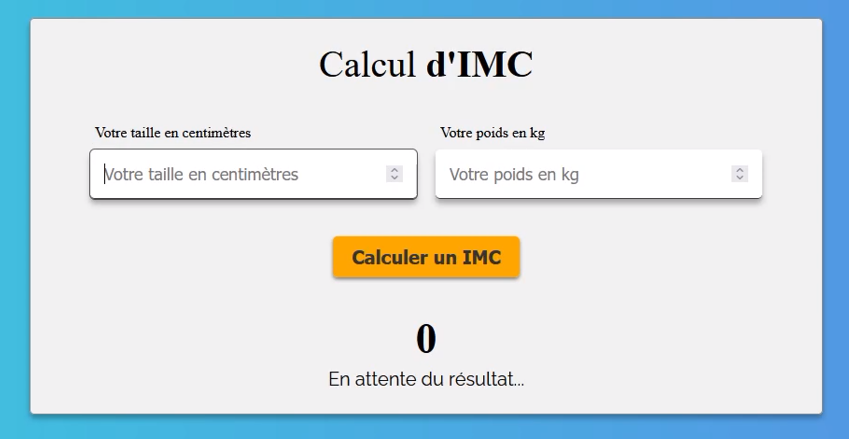 Calcul d'IMC
Votre taille en centimètres
Votre poids en kg
Votre taille en centimètres
Votre poids en kg
Calculer un IMC
0
En attente du résultat...